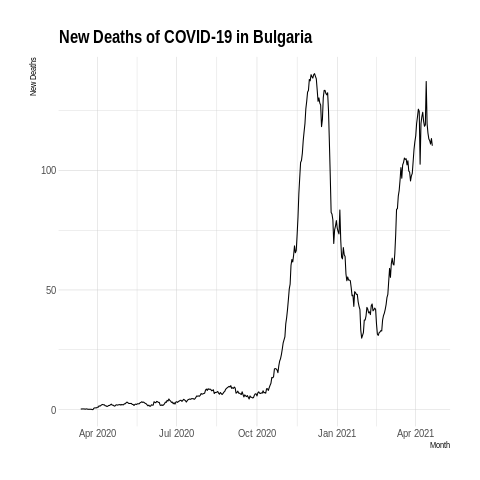 New Deaths of COVID-19 in Bulgaria
New Deaths
100
50
0
Apr 2020 Jul 2020 Oct 2020 Jan 2021 Apr 2021
Month